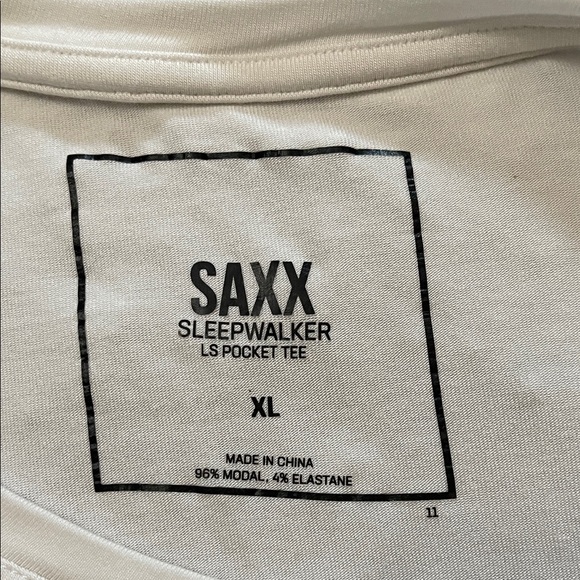 SAXX
SLEEPWALKER
LS POCKET TEE
XL
MADE IN CHINA
96% MODAL, 4% ELASTANE
11